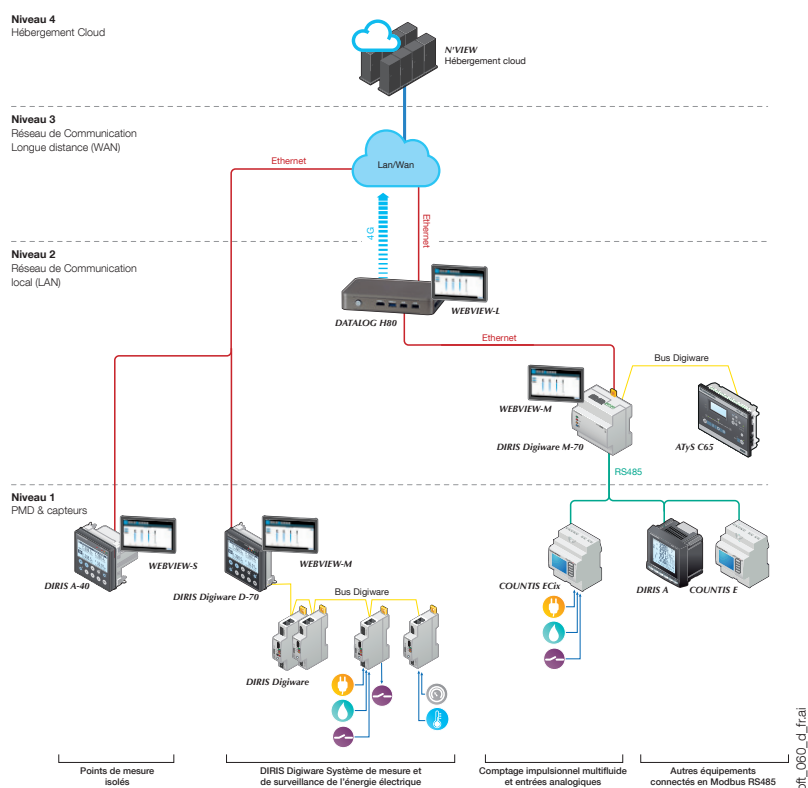 Niveau 4
Hébergement Cloud
N'VIEW
Hébergement cloud
Niveau 3
Réseau de Communication
Longue distance (WAN)
Ethernet
Lan/Wan
4G
Ethernet
Niveau 2
Réseau de Communication
local (LAN)
WEBVIEW-L
DATALOG H80
Ethernet
Bus Digiware
WEBVIEW-M
DIRIS Digiware M-70
ATyS C65
RS485
Niveau 1
PMD & capteurs
WEBVIEW-S
DIRIS A-40
WEBVIEW-M
DIRIS Digiware D-70
Bus Digiware
DIRIS Digiware
COUNTIS ECix
DIRIS A
COUNTIS E
Points de mesure
isolés
DIRIS Digiware Système de mesure et
de surveillance de l'énergie électrique
Comptage impulsionnel multifluide
et entrées analogiques
Autres équipements
connectés en Modbus RS485